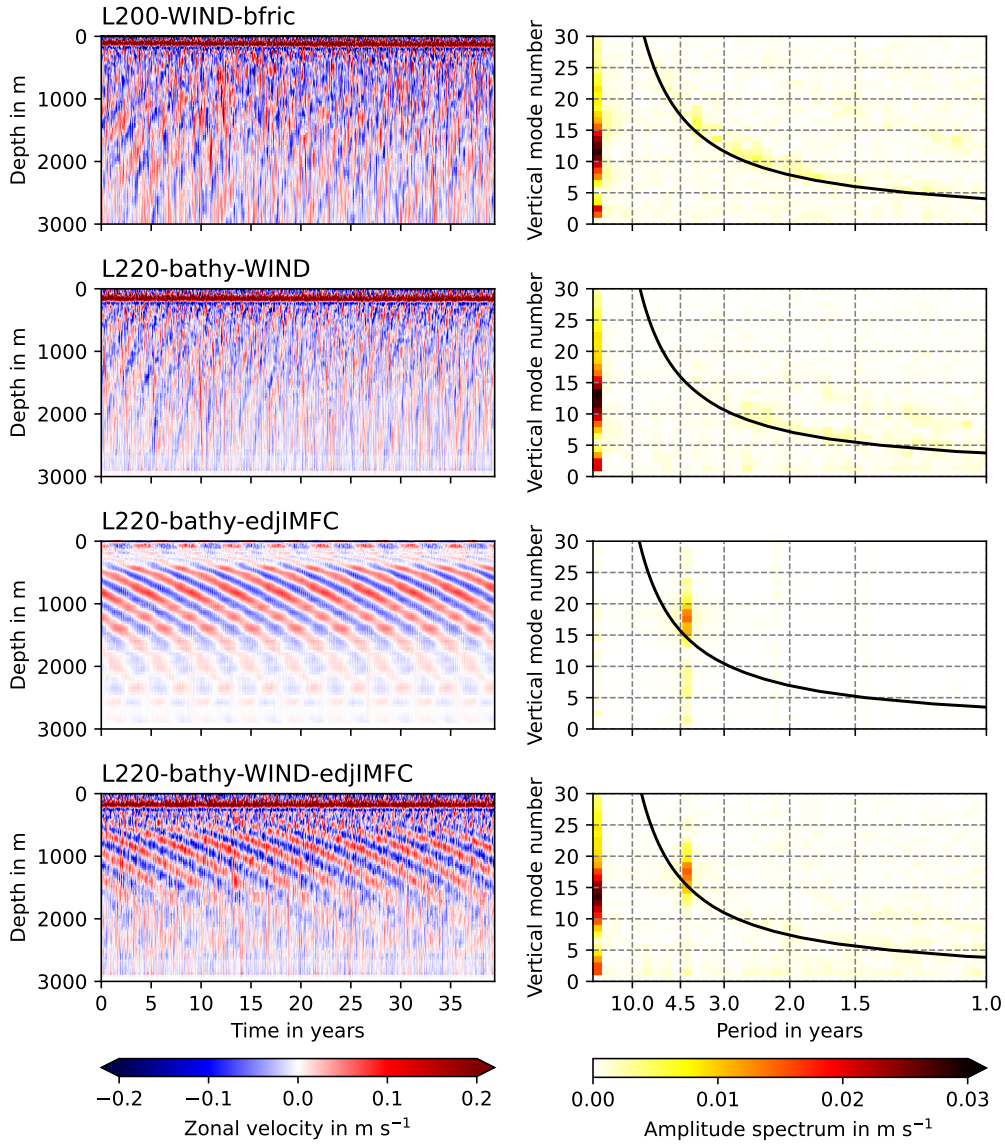 L200-WIND-bfric
Depth in m
0
1000
2000
3000
Vertical mode number
30
25
20
15
10
5
0
L220-bathy-WIND
Depth in m
0
1000
2000
3000
Vertical mode number
30
25
20
15
10
5
0
L220-bathy-edjIMFC
Depth in m
0
1000
2000
3000
Vertical mode number
30
25
20
15
10
5
0
L220-bathy-WIND-edjIMFC
Depth in m
0
1000
2000
3000
Vertical mode number
30
25
20
15
10
5
0
0 5 10 15 20 25 30 35
Time in years
10.0 4.5 3.0 2.0 1.5 1.0
Period in years
−0.2 −0.1 0.0 0.1 0.2
Zonal velocity in m s⁻¹
0.00 0.01 0.02 0.03
Amplitude spectrum in m s⁻¹